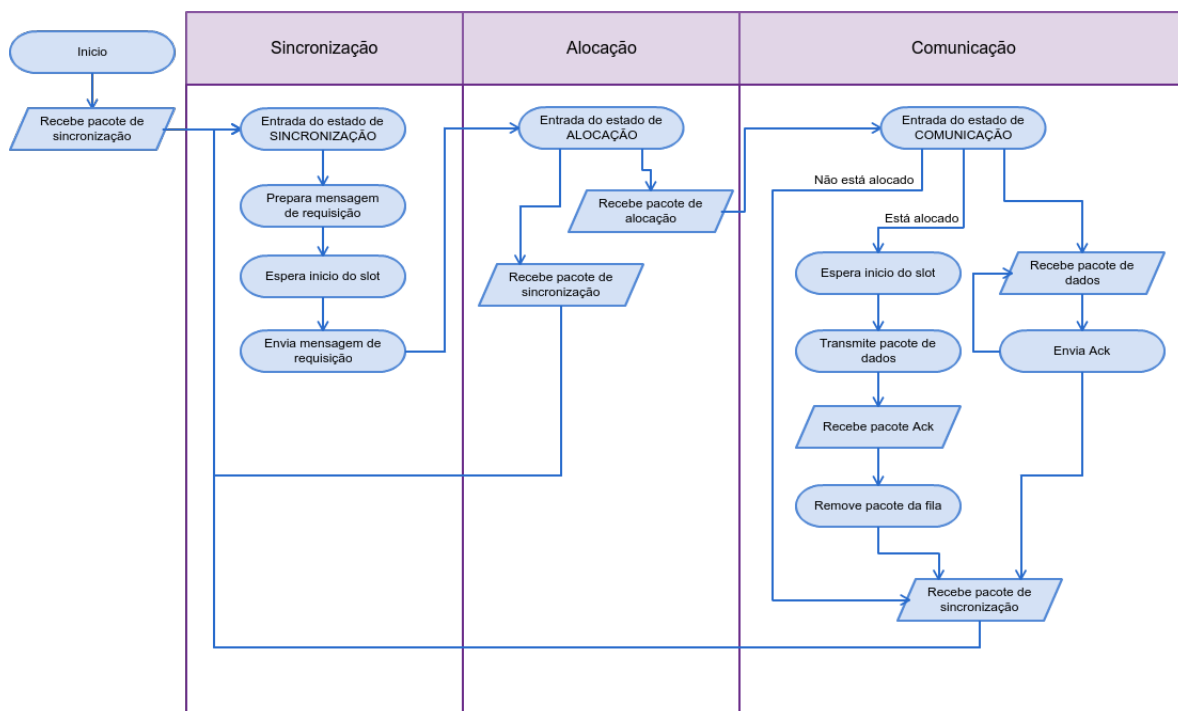 Sincronização
Alocação
Comunicação
Inicio
Recebe pacote de
sincronização
Entrada do estado de
SINCRONIZAÇÃO
Prepara mensagem
de requisição
Espera inicio do slot
Envia mensagem de
requisição
Entrada do estado de
ALOCAÇÃO
Recebe pacote de
alocação
Recebe pacote de
sincronização
Entrada do estado de
COMUNICAÇÃO
Não está alocado
Está alocado
Espera inicio do slot
Transmite pacote de
dados
Recebe pacote Ack
Remove pacote da fila
Recebe pacote de
dados
Envia Ack
Recebe pacote de
sincronização